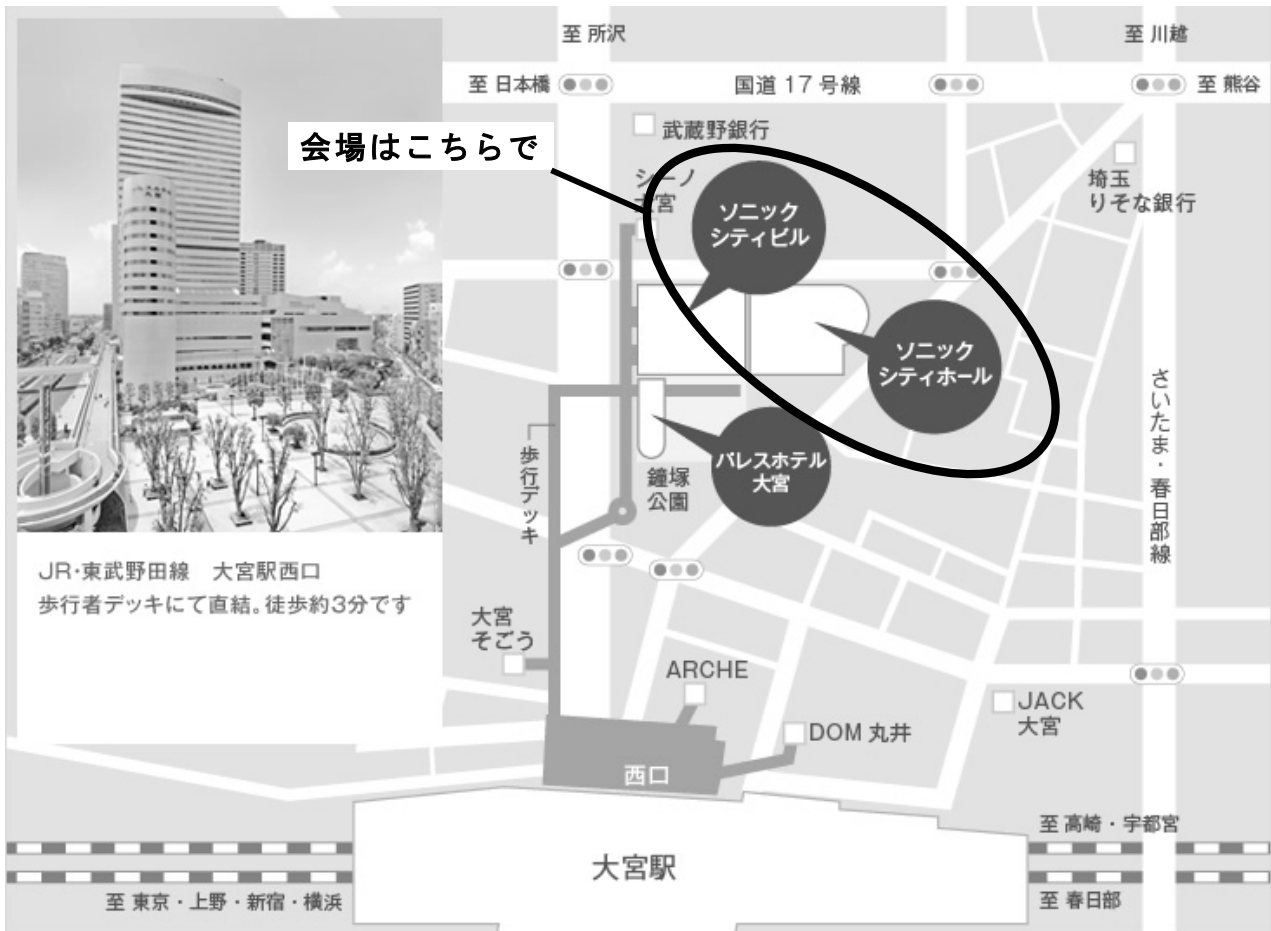 至 所沢
至 川越
至 日本橋
国道 17 号線
至 熊谷
武蔵野銀行
会場はこちらで
シーノ
大宮
埼玉
りそな銀行
ソニック
シティビル
ソニック
シティホール
さいたま・春日部線
パレスホテル
大宮
鐘塚
公園
歩行デッキ
JR・東武野田線　大宮駅西口
歩行者デッキにて直結。徒歩約3分です
大宮
そごう
ARCHE
JACK
大宮
DOM 丸井
西口
至 高崎・宇都宮
大宮駅
至 東京・上野・新宿・横浜
至 春日部